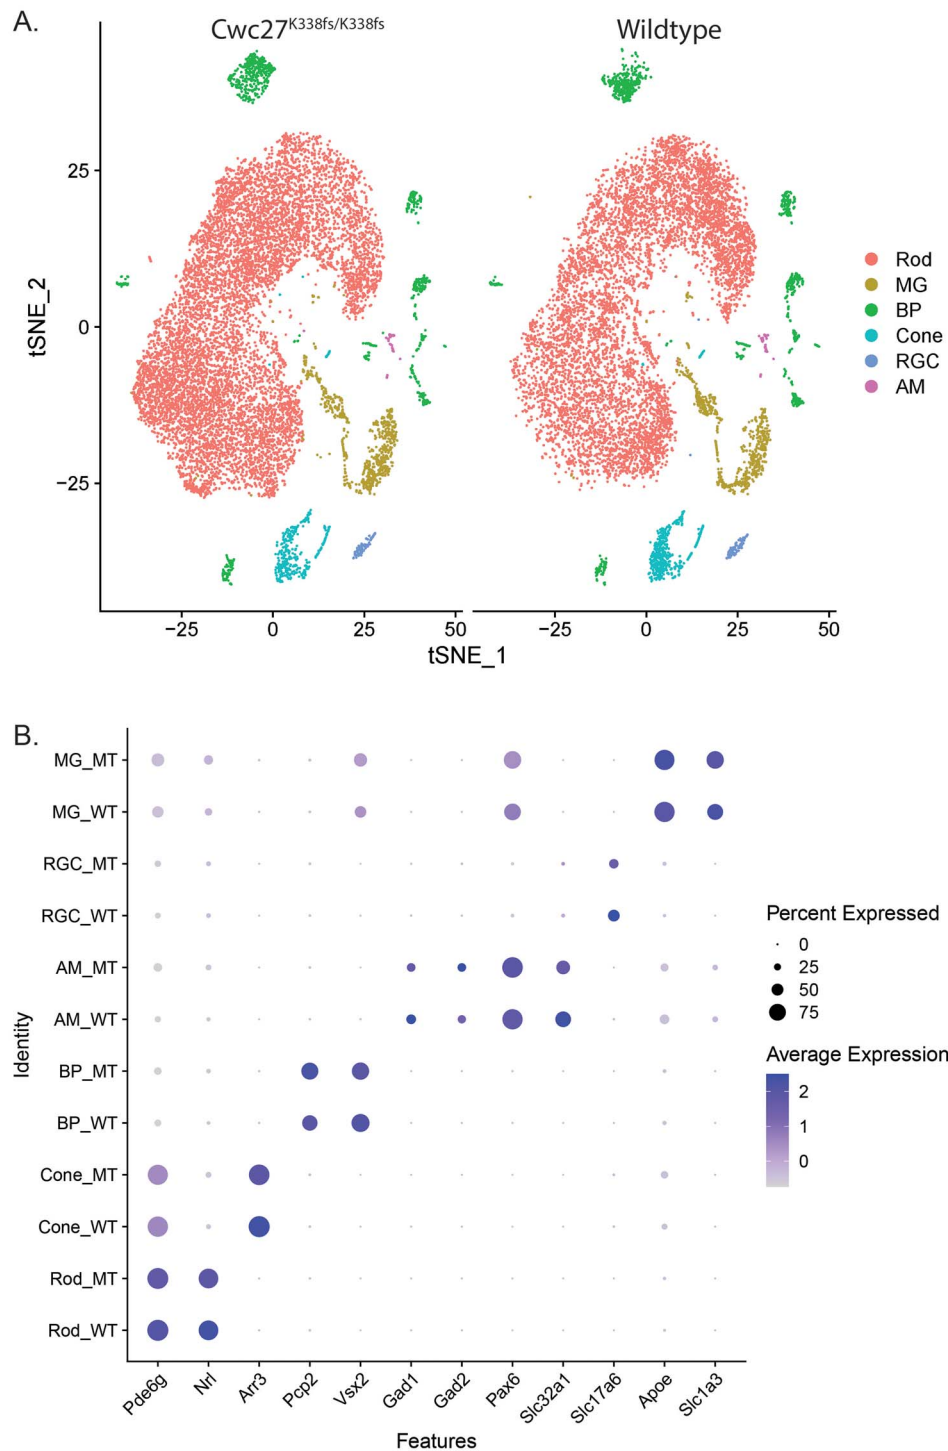 A.
Cwc27K338fs/K338fs
Wildtype
25
0
−25
tSNE_2
−25 0 25 50
−25 0 25 50
tSNE_1
Rod
MG
BP
Cone
RGC
AM
B.
MG_MT
MG_WT
RGC_MT
RGC_WT
AM_MT
AM_WT
BP_MT
BP_WT
Cone_MT
Cone_WT
Rod_MT
Rod_WT
Identity
Pde6g Nrl Arr3 Pcp2 Vsx2 Gad1 Gad2 Pax6 Slc32a1 Slc17a6 Apoe Slc1a3
Features
Percent Expressed
0
25
50
75
Average Expression
2
1
0